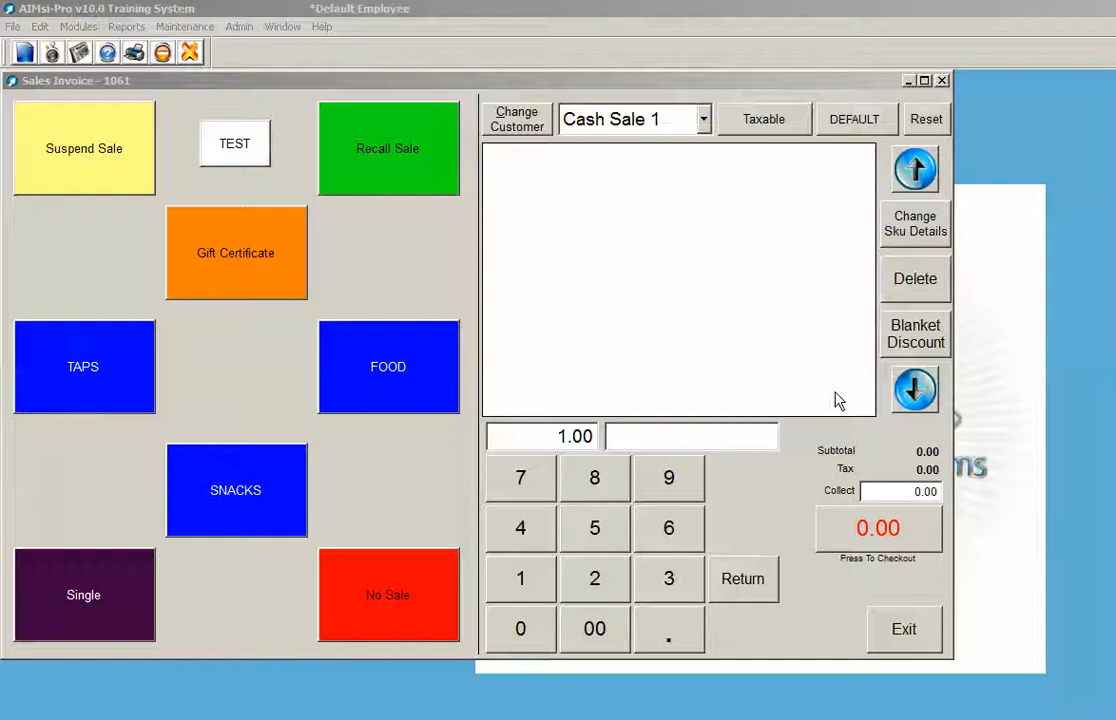 AIMsi-Pro v10.0 Training System
*Default Employee
File Edit Modules Reports Maintenance Admin Window Help
Sales Invoice - 1061
Suspend Sale
TEST
Recall Sale
Gift Certificate
TAPS
FOOD
SNACKS
Single
No Sale
Change
Customer
Cash Sale 1
Taxable
DEFAULT
Reset
Change
Sku Details
Delete
Blanket
Discount
1.00
7 8 9
4 5 6
1 2 3 Return
0 00 .
Subtotal 0.00
Tax 0.00
Collect 0.00
0.00
Press To Checkout
Exit
ms